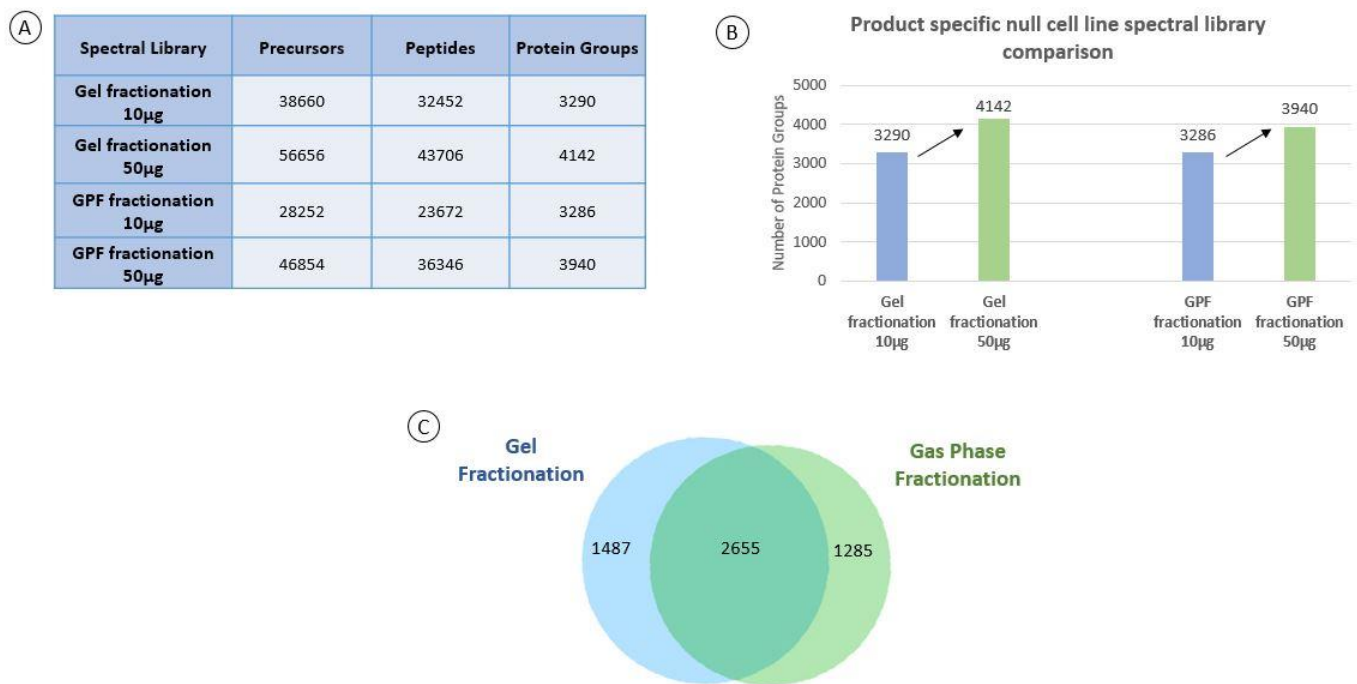 A
Spectral Library Precursors Peptides Protein Groups
Gel fractionation
10µg
38660 32452 3290
Gel fractionation
50µg
56656 43706 4142
GPF fractionation
10µg
28252 23672 3286
GPF fractionation
50µg
46854 36346 3940
B
Product specific null cell line spectral library
comparison
Number of Protein Groups
5000
4000
3000
2000
1000
0
3290
4142
3286
3940
Gel
fractionation
10µg
Gel
fractionation
50µg
GPF
fractionation
10µg
GPF
fractionation
50µg
C
Gel
Fractionation
Gas Phase
Fractionation
1487 2655 1285